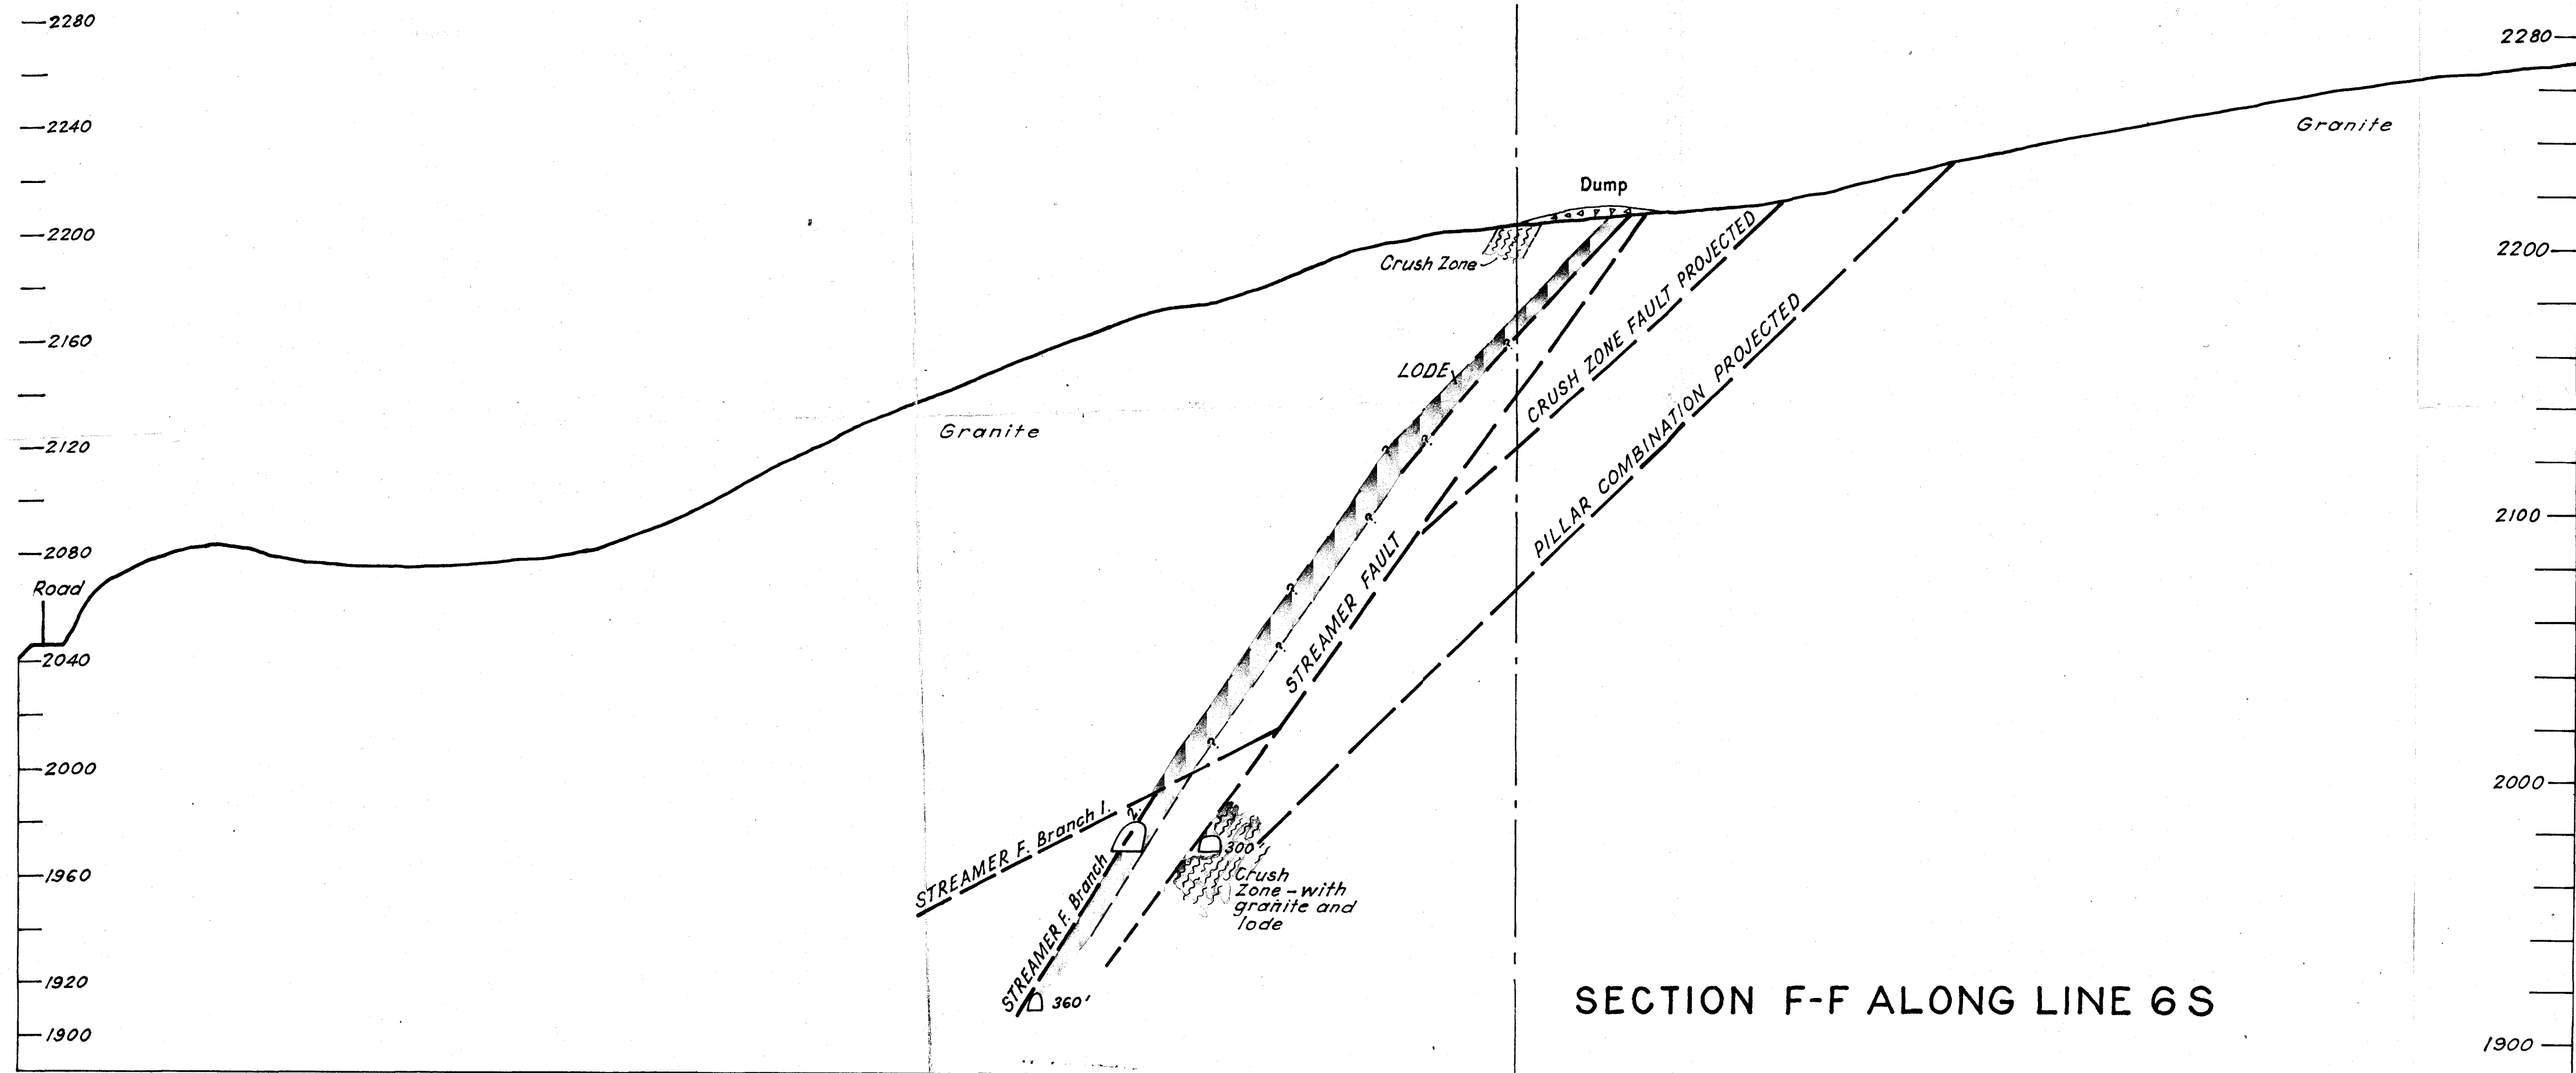 2280
2240
2200
2160
2120
2080
Road
2040
2000
1960
1920
1900
Granite
Crush Zone
Dump
LODE
?
?
?
?
?
?
?
CRUSH ZONE FAULT PROJECTED
PILLAR COMBINATION PROJECTED
STREAMER FAULT
STREAMER F. Branch 1.
STREAMER F. Branch 2.
300'
Crush
Zone - with
granite and
lode
360'
Granite
2280
2200
2100
2000
1900
SECTION F-F ALONG LINE 6 S